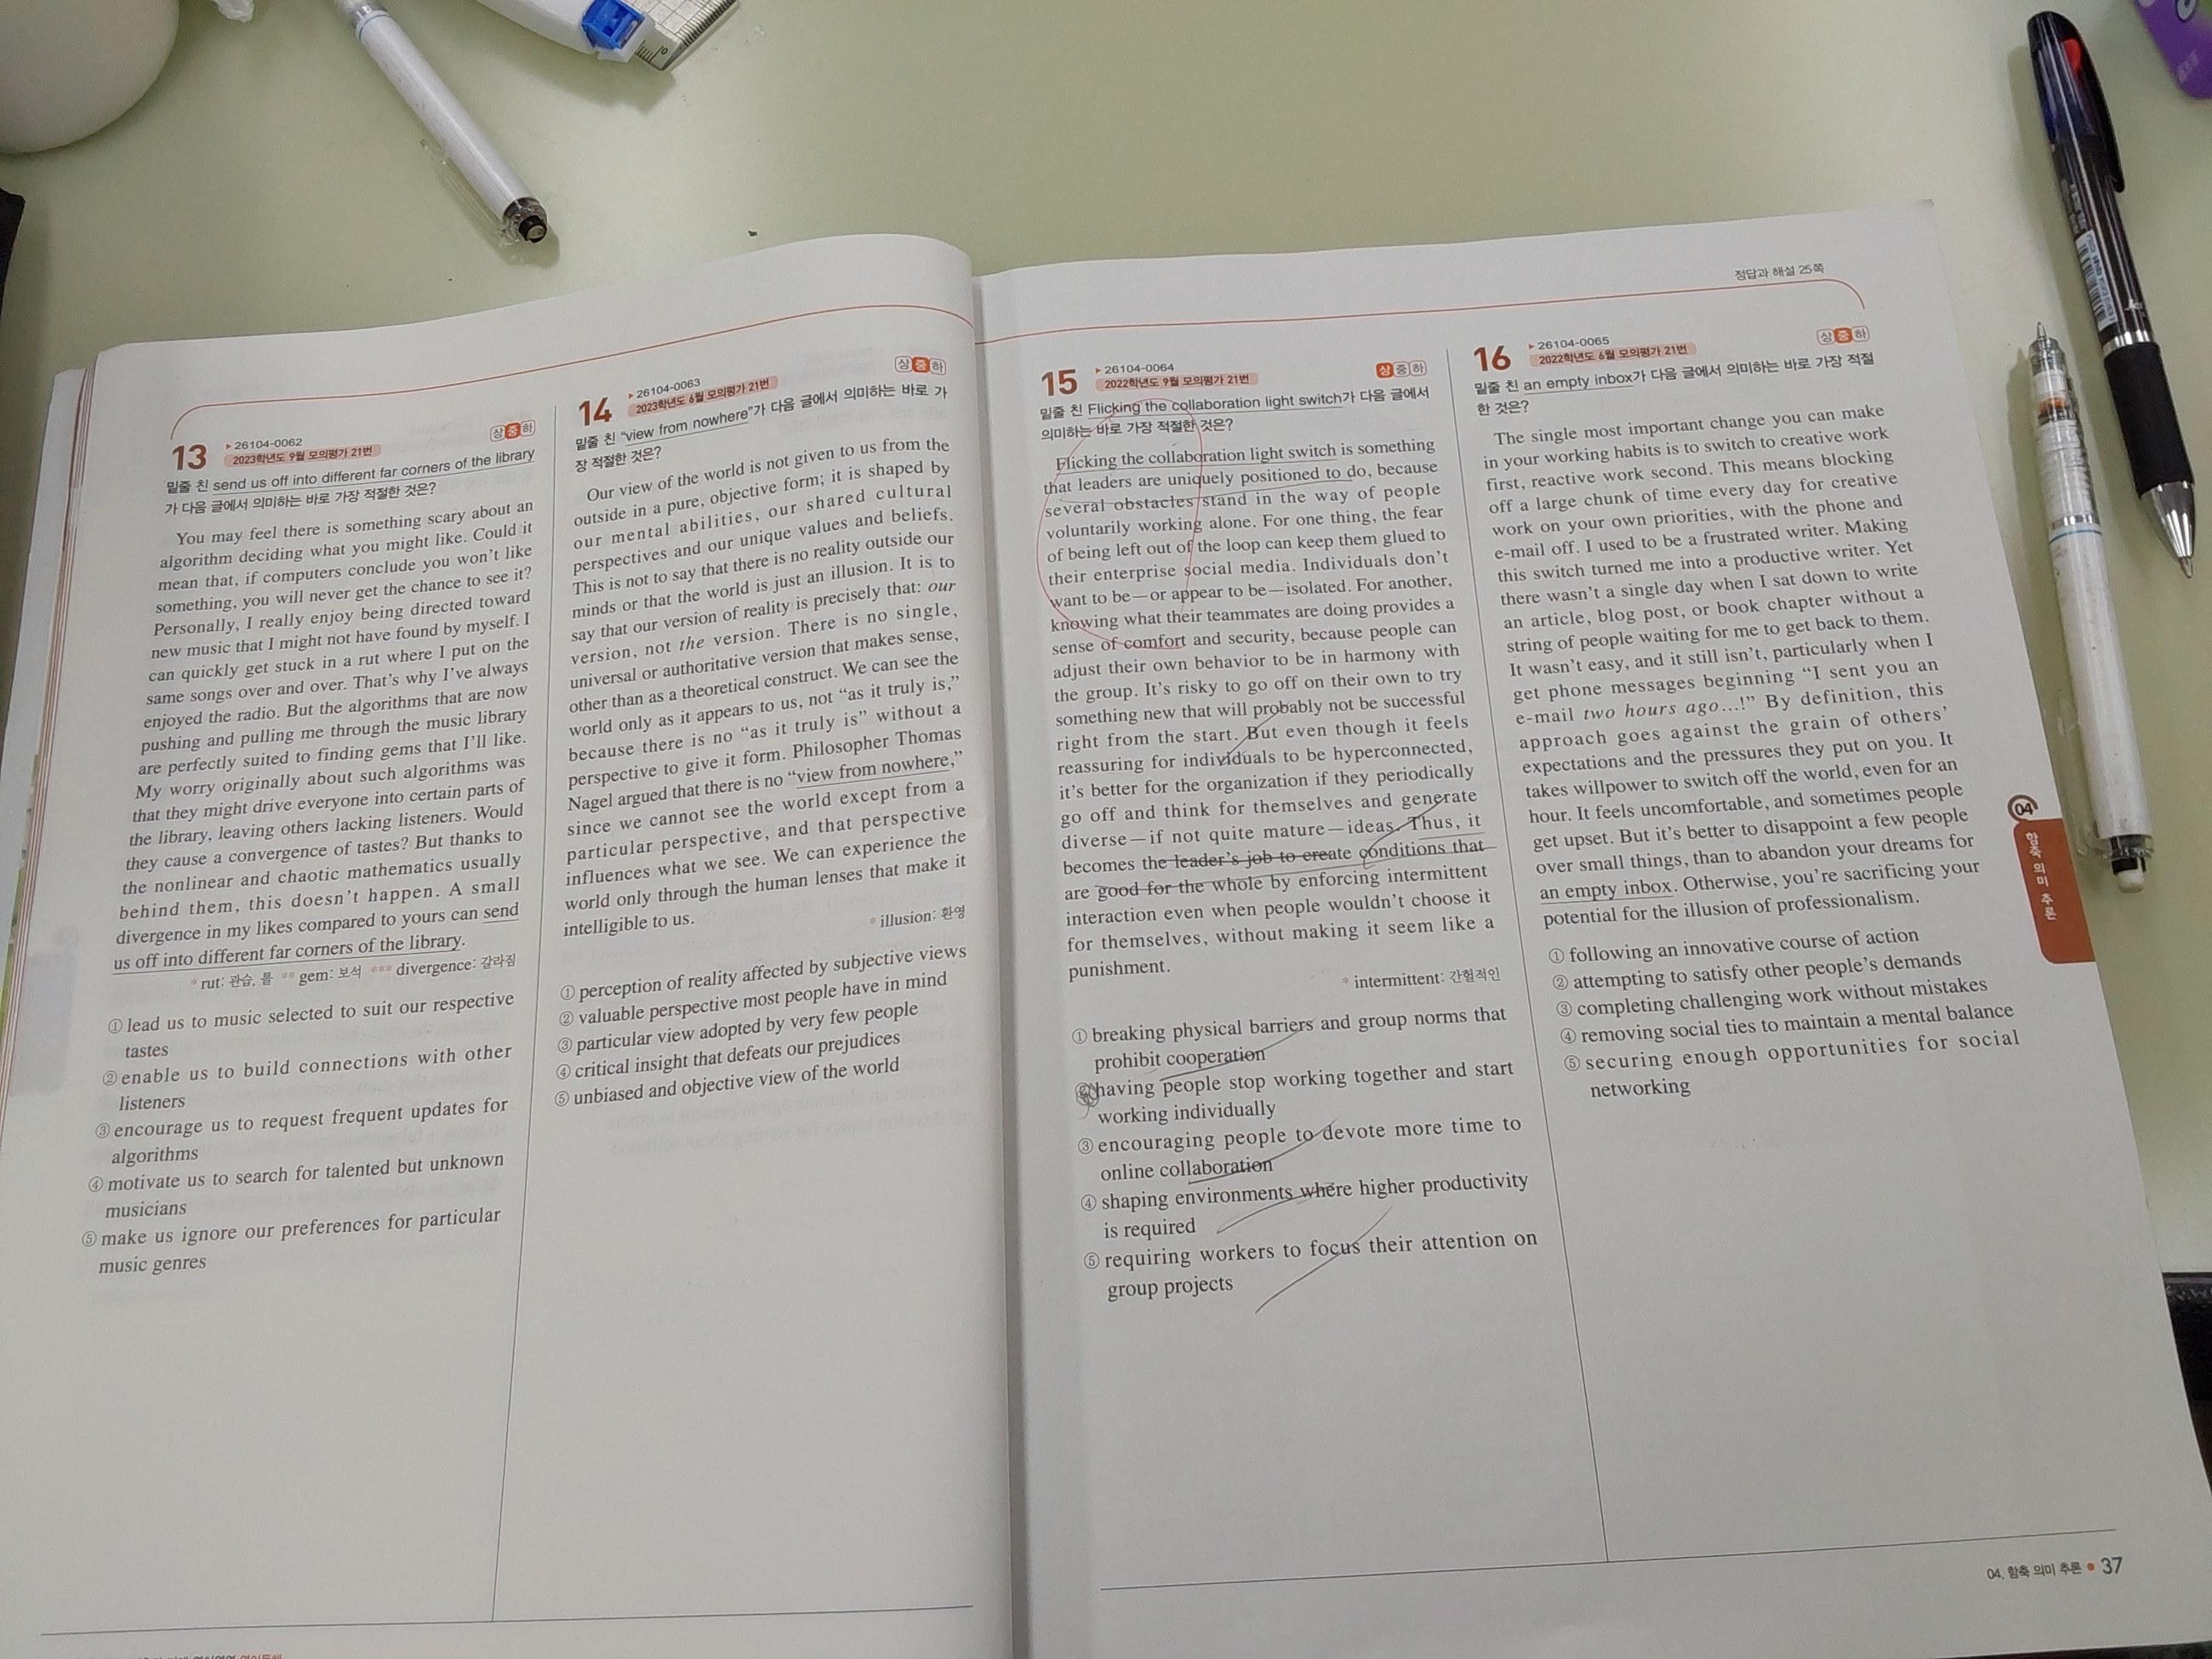 13
▸26104-0062
2023학년도 9월 모의평가 21번
상중하
밑줄 친 send us off into different far corners of the library
가 다음 글에서 의미하는 바로 가장 적절한 것은?
You may feel there is something scary about an
algorithm deciding what you might like. Could it
mean that, if computers conclude you won't like
something, you will never get the chance to see it?
Personally, I really enjoy being directed toward
new music that I might not have found by myself. I
can quickly get stuck in a rut where I put on the
same songs over and over. That's why I've always
enjoyed the radio. But the algorithms that are now
pushing and pulling me through the music library
are perfectly suited to finding gems that I'll like.
My worry originally about such algorithms was
that they might drive everyone into certain parts of
the library, leaving others lacking listeners. Would
they cause a convergence of tastes? But thanks to
the nonlinear and chaotic mathematics usually
behind them, this doesn't happen. A small
divergence in my likes compared to yours can send
us off into different far corners of the library.
* rut: 관습, 틀 ** gem: 보석 *** divergence: 갈라짐
① lead us to music selected to suit our respective
tastes
② enable us to build connections with other
listeners
③ encourage us to request frequent updates for
algorithms
④ motivate us to search for talented but unknown
musicians
⑤ make us ignore our preferences for particular
music genres
14
▸26104-0063
2023학년도 6월 모의평가 21번
상중하
밑줄 친 "view from nowhere"가 다음 글에서 의미하는 바로 가
장 적절한 것은?
Our view of the world is not given to us from the
outside in a pure, objective form; it is shaped by
our mental abilities, our shared cultural
perspectives and our unique values and beliefs.
This is not to say that there is no reality outside our
minds or that the world is just an illusion. It is to
say that our version of reality is precisely that: our
version, not the version. There is no single,
universal or authoritative version that makes sense,
other than as a theoretical construct. We can see the
world only as it appears to us, not "as it truly is,"
because there is no "as it truly is" without a
perspective to give it form. Philosopher Thomas
Nagel argued that there is no "view from nowhere,"
since we cannot see the world except from a
particular perspective, and that perspective
influences what we see. We can experience the
world only through the human lenses that make it
intelligible to us.
* illusion: 환영
① perception of reality affected by subjective views
② valuable perspective most people have in mind
③ particular view adopted by very few people
④ critical insight that defeats our prejudices
⑤ unbiased and objective view of the world
정답과 해설 25쪽
15
▸26104-0064
2022학년도 9월 모의평가 21번
상중하
밑줄 친 Flicking the collaboration light switch가 다음 글에서
의미하는 바로 가장 적절한 것은?
Flicking the collaboration light switch is something
that leaders are uniquely positioned to do, because
several obstacles stand in the way of people
voluntarily working alone. For one thing, the fear
of being left out of the loop can keep them glued to
their enterprise social media. Individuals don't
want to be—or appear to be—isolated. For another,
knowing what their teammates are doing provides a
sense of comfort and security, because people can
adjust their own behavior to be in harmony with
the group. It's risky to go off on their own to try
something new that will probably not be successful
right from the start. But even though it feels
reassuring for individuals to be hyperconnected,
it's better for the organization if they periodically
go off and think for themselves and generate
diverse—if not quite mature—ideas. Thus, it
becomes the leader's job to create conditions that
are good for the whole by enforcing intermittent
interaction even when people wouldn't choose it
for themselves, without making it seem like a
punishment.
* intermittent: 간헐적인
① breaking physical barriers and group norms that
prohibit cooperation
② having people stop working together and start
working individually
③ encouraging people to devote more time to
online collaboration
④ shaping environments where higher productivity
is required
⑤ requiring workers to focus their attention on
group projects
16
▸26104-0065
2022학년도 6월 모의평가 21번
상중하
밑줄 친 an empty inbox가 다음 글에서 의미하는 바로 가장 적절
한 것은?
The single most important change you can make
in your working habits is to switch to creative work
first, reactive work second. This means blocking
off a large chunk of time every day for creative
work on your own priorities, with the phone and
e-mail off. I used to be a frustrated writer. Making
this switch turned me into a productive writer. Yet
there wasn't a single day when I sat down to write
an article, blog post, or book chapter without a
string of people waiting for me to get back to them.
It wasn't easy, and it still isn't, particularly when I
get phone messages beginning "I sent you an
e-mail two hours ago...!" By definition, this
approach goes against the grain of others'
expectations and the pressures they put on you. It
takes willpower to switch off the world, even for an
hour. It feels uncomfortable, and sometimes people
get upset. But it's better to disappoint a few people
over small things, than to abandon your dreams for
an empty inbox. Otherwise, you're sacrificing your
potential for the illusion of professionalism.
① following an innovative course of action
② attempting to satisfy other people's demands
③ completing challenging work without mistakes
④ removing social ties to maintain a mental balance
⑤ securing enough opportunities for social
networking
04
함축 의미 추론
04. 함축 의미 추론 • 37